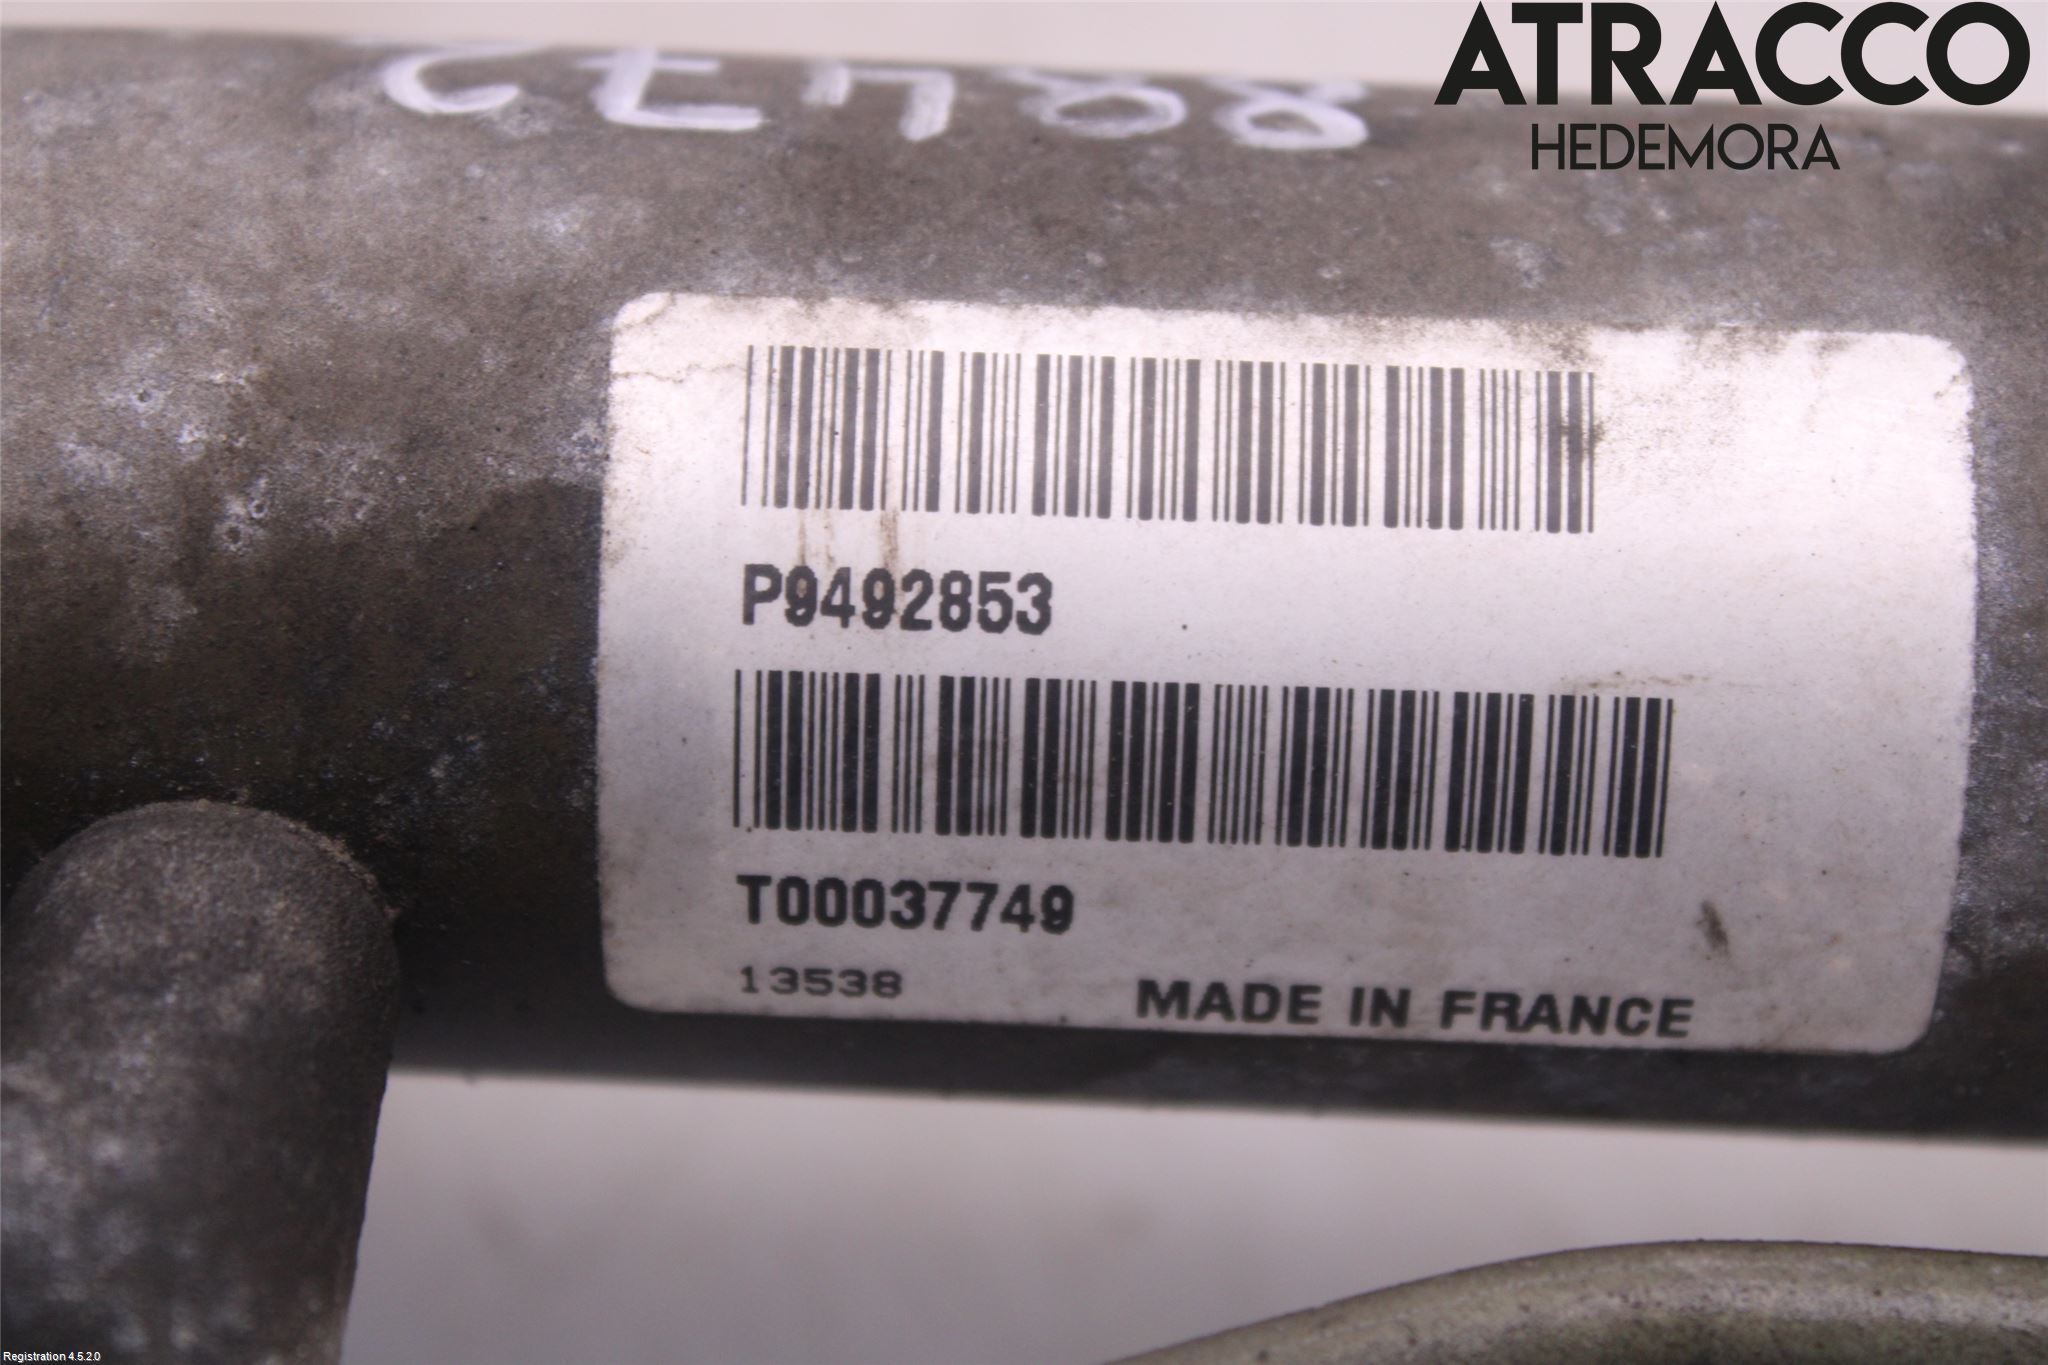 ATRACCO
HEDEMORA
P9492853
T00037749
13538
MADE IN FRANCE
Registration 4.5.2.0